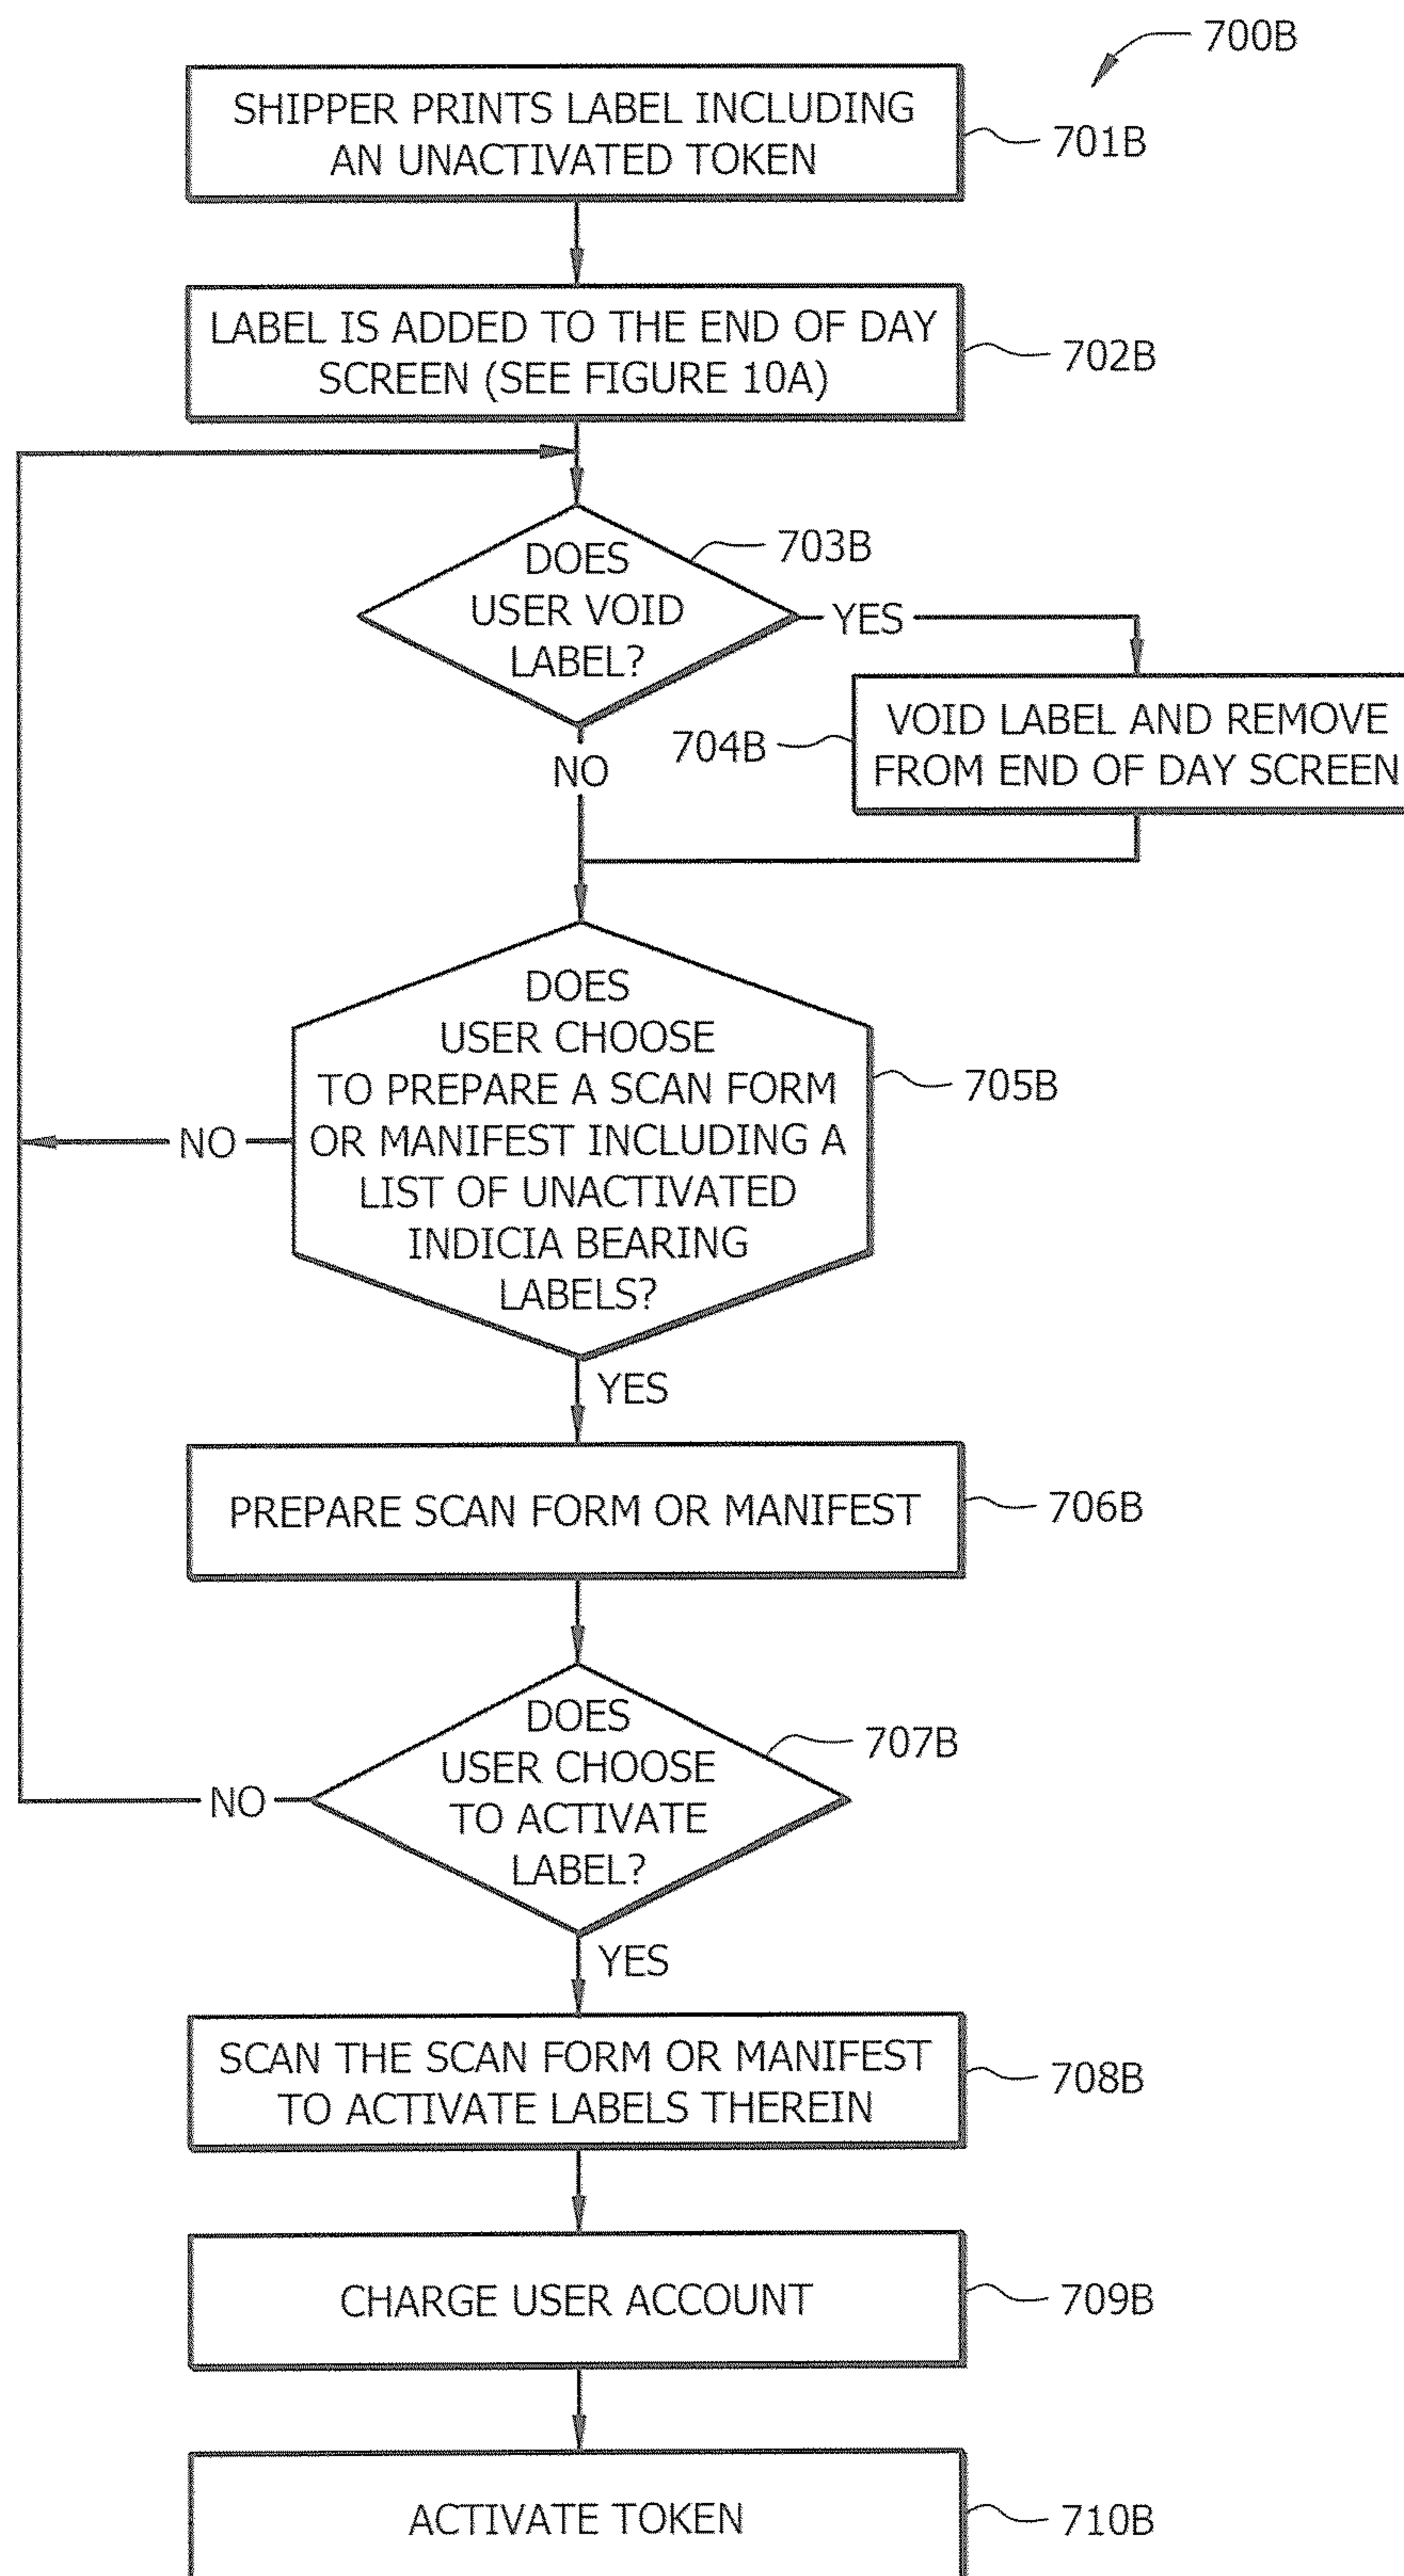 700B
SHIPPER PRINTS LABEL INCLUDING
AN UNACTIVATED TOKEN
701B
LABEL IS ADDED TO THE END OF DAY
SCREEN (SEE FIGURE 10A)
702B
DOES
USER VOID
LABEL?
703B
YES
NO
704B
VOID LABEL AND REMOVE
FROM END OF DAY SCREEN
DOES
USER CHOOSE
TO PREPARE A SCAN FORM
OR MANIFEST INCLUDING A
LIST OF UNACTIVATED
INDICIA BEARING
LABELS?
705B
NO
YES
PREPARE SCAN FORM OR MANIFEST
706B
DOES
USER CHOOSE
TO ACTIVATE
LABEL?
707B
NO
YES
SCAN THE SCAN FORM OR MANIFEST
TO ACTIVATE LABELS THEREIN
708B
CHARGE USER ACCOUNT
709B
ACTIVATE TOKEN
710B